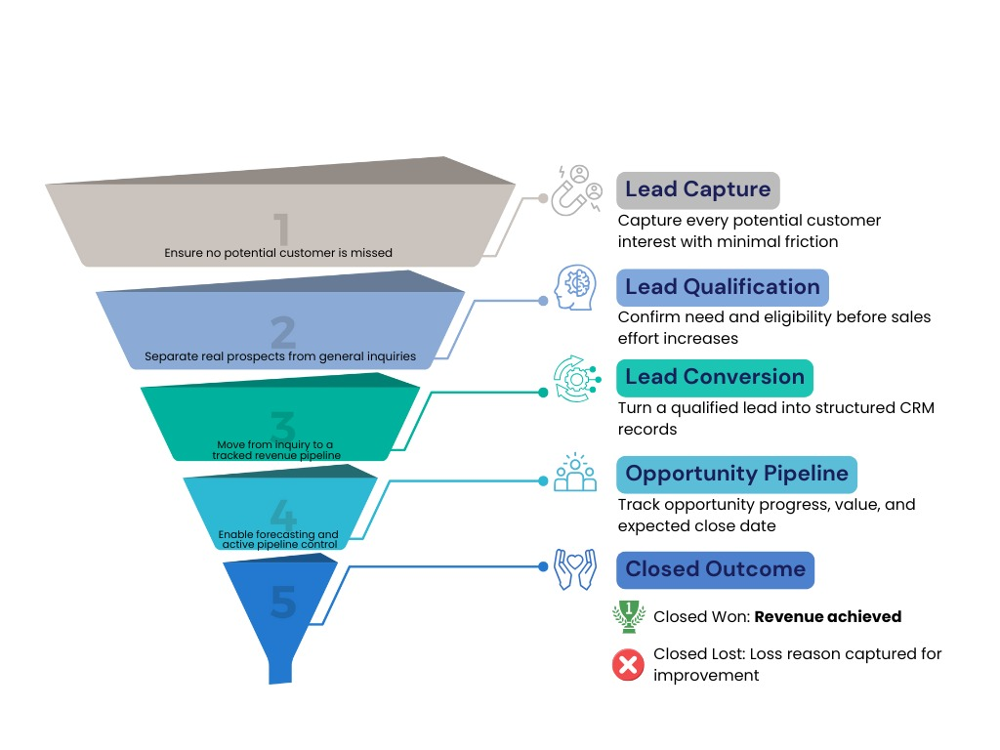 1
Ensure no potential customer is missed
Lead Capture
Capture every potential customer
interest with minimal friction
2
Separate real prospects from general inquiries
Lead Qualification
Confirm need and eligibility before sales
effort increases
3
Move from inquiry to a
tracked revenue pipeline
Lead Conversion
Turn a qualified lead into structured CRM
records
4
Enable forecasting and
active pipeline control
Opportunity Pipeline
Track opportunity progress, value, and
expected close date
5
Closed Outcome
1
Closed Won: Revenue achieved
Closed Lost: Loss reason captured for
improvement